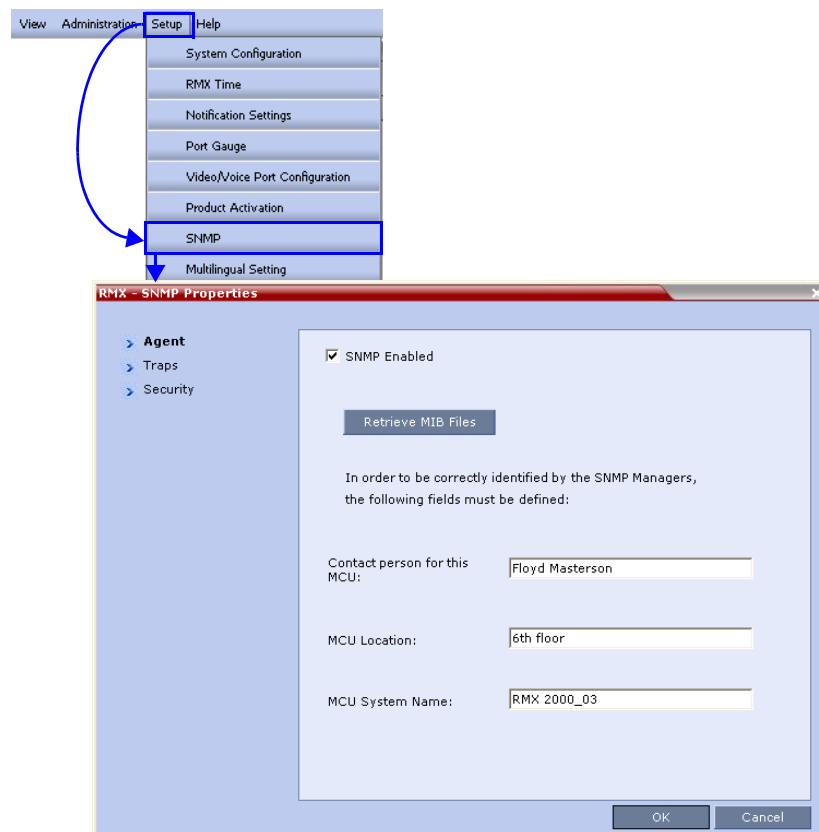 View Administration Setup Help
System Configuration
RMX Time
Notification Settings
Port Gauge
Video/Voice Port Configuration
Product Activation
SNMP
Multilingual Setting
RMX - SNMP Properties
Agent
Traps
Security
SNMP Enabled
Retrieve MIB Files
In order to be correctly identified by the SNMP Managers,
the following fields must be defined:
Contact person for this
MCU:
Floyd Masterson
MCU Location:
6th floor
MCU System Name:
RMX 2000_03
OK Cancel